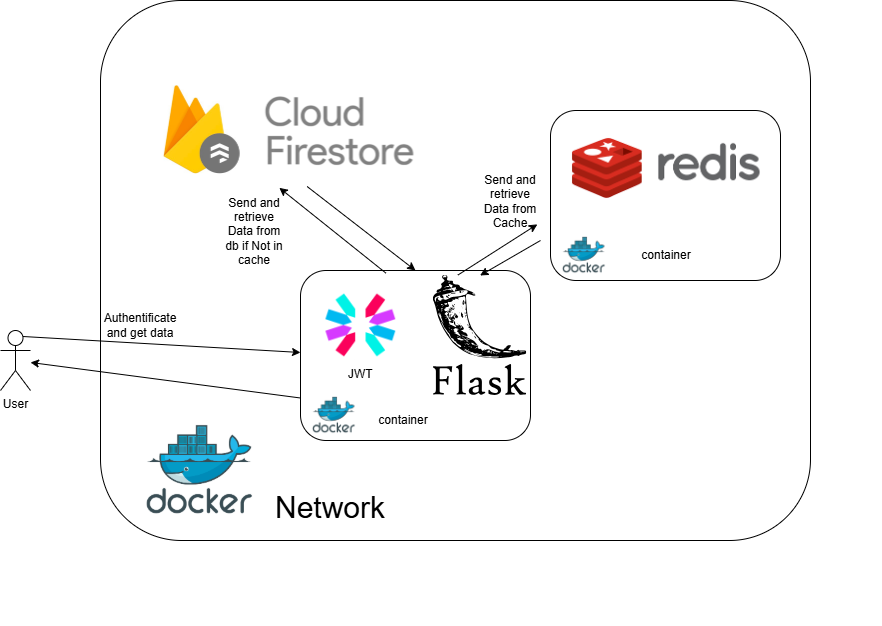 Cloud
Firestore
redis
Send and
retrieve
Data from
Cache
Send and
retrieve
Data from
db if Not in
cache
docker
container
Authentificate
and get data
JWT
Flask
User
docker
container
docker
Network